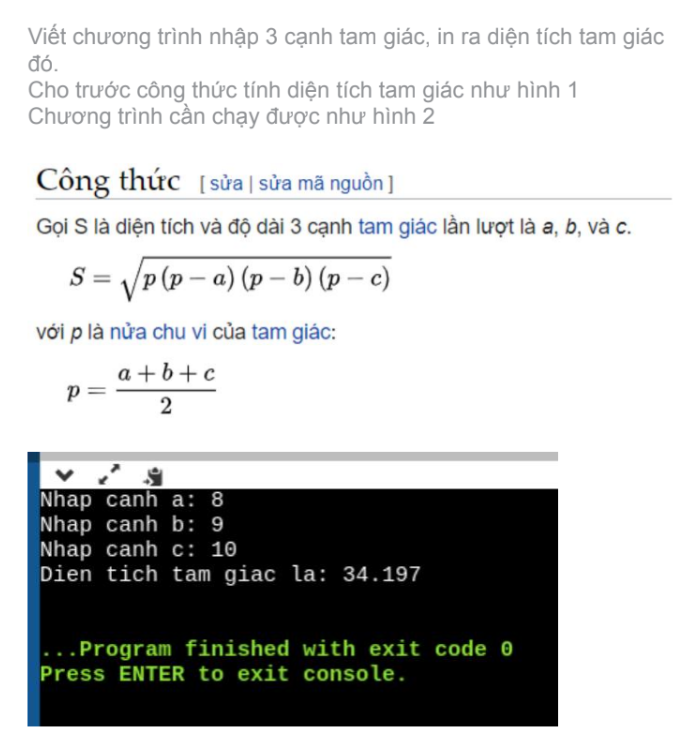 Viết chương trình nhập 3 cạnh tam giác, in ra diện tích tam giác
đó.
Cho trước công thức tính diện tích tam giác như hình 1
Chương trình cần chạy được như hình 2
Công thức [ sửa | sửa mã nguồn ]
Gọi S là diện tích và độ dài 3 cạnh tam giác lần lượt là a, b, và c.
S = √(p (p − a) (p − b) (p − c))
với p là nửa chu vi của tam giác:
p = (a + b + c) / 2
Nhap canh a: 8
Nhap canh b: 9
Nhap canh c: 10
Dien tich tam giac la: 34.197
...Program finished with exit code 0
Press ENTER to exit console.